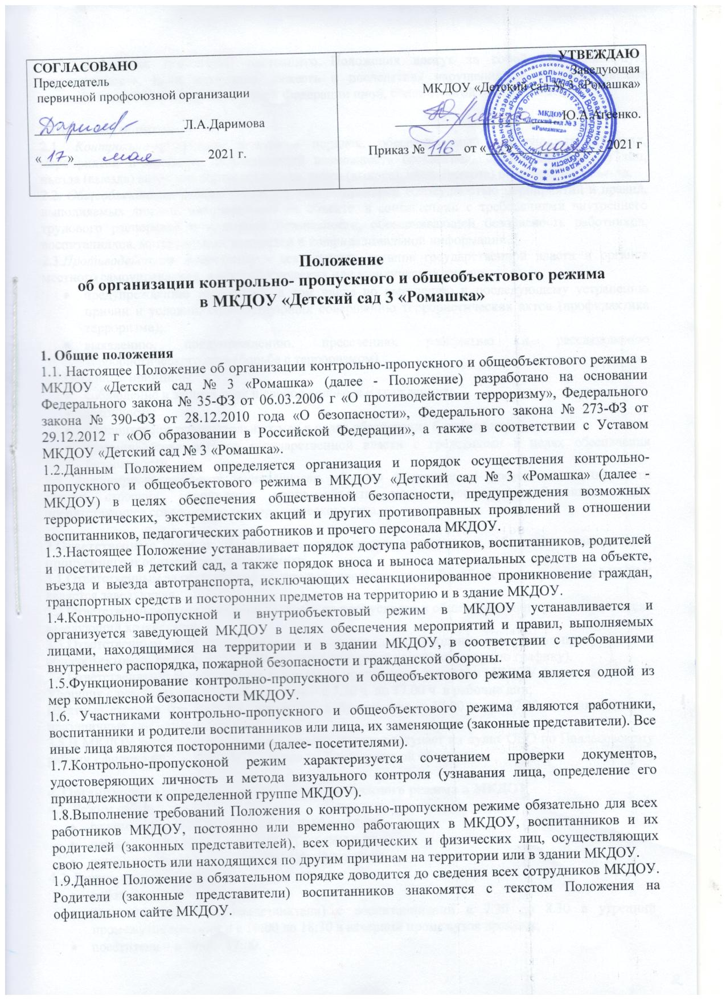 СОГЛАСОВАНО
Председатель
первичной профсоюзной организации
Л.А.Даримова
«17» мая 2021 г.
УТВЕЖДАЮ
Заведующая
МКДОУ «Детский сад № 3 «Ромашка»
Ю.А.Агеенко.
Приказ № 116 от « » мая 2021 г
МКДОУ
«Детский сад № 3
«Ромашка»
Положение
об организации контрольно- пропускного и общеобъектового режима
в МКДОУ «Детский сад 3 «Ромашка»
1. Общие положения
1.1. Настоящее Положение об организации контрольно-пропускного и общеобъектового режима в
МКДОУ «Детский сад № 3 «Ромашка» (далее - Положение) разработано на основании
Федерального закона № 35-ФЗ от 06.03.2006 г «О противодействии терроризму», Федерального
закона № 390-ФЗ от 28.12.2010 года «О безопасности», Федерального закона № 273-ФЗ от
29.12.2012 г «Об образовании в Российской Федерации», а также в соответствии с Уставом
МКДОУ «Детский сад № 3 «Ромашка».
1.2.Данным Положением определяется организация и порядок осуществления контрольно-
пропускного и общеобъектового режима в МКДОУ «Детский сад № 3 «Ромашка» (далее -
МКДОУ) в целях обеспечения общественной безопасности, предупреждения возможных
террористических, экстремистских акций и других противоправных проявлений в отношении
воспитанников, педагогических работников и прочего персонала МКДОУ.
1.3.Настоящее Положение устанавливает порядок доступа работников, воспитанников, родителей
и посетителей в детский сад, а также порядок вноса и выноса материальных средств на объекте,
въезда и выезда автотранспорта, исключающих несанкционированное проникновение граждан,
транспортных средств и посторонних предметов на территорию и в здание МКДОУ.
1.4.Контрольно-пропускной и внутриобъектовый режим в МКДОУ устанавливается и
организуется заведующей МКДОУ в целях обеспечения мероприятий и правил, выполняемых
лицами, находящимися на территории и в здании МКДОУ, в соответствии с требованиями
внутреннего распорядка, пожарной безопасности и гражданской обороны.
1.5.Функционирование контрольно-пропускного и общеобъектового режима является одной из
мер комплексной безопасности МКДОУ.
1.6. Участниками контрольно-пропускного и общеобъектового режима являются работники,
воспитанники и родители воспитанников или лица, их заменяющие (законные представители). Все
иные лица являются посторонними (далее- посетителями).
1.7.Контрольно-пропусконой режим характеризуется сочетанием проверки документов,
удостоверяющих личность и метода визуального контроля (узнавания лица, определение его
принадлежности к определенной группе МКДОУ).
1.8.Выполнение требований Положения о контрольно-пропускном режиме обязательно для всех
работников МКДОУ, постоянно или временно работающих в МКДОУ, воспитанников и их
родителей (законных представителей), всех юридических и физических лиц, осуществляющих
свою деятельность или находящихся по другим причинам на территории или в здании МКДОУ.
1.9.Данное Положение в обязательном порядке доводится до сведения всех сотрудников МКДОУ.
Родители (законные представители) воспитанников знакомятся с текстом Положения на
официальном сайте МКДОУ.